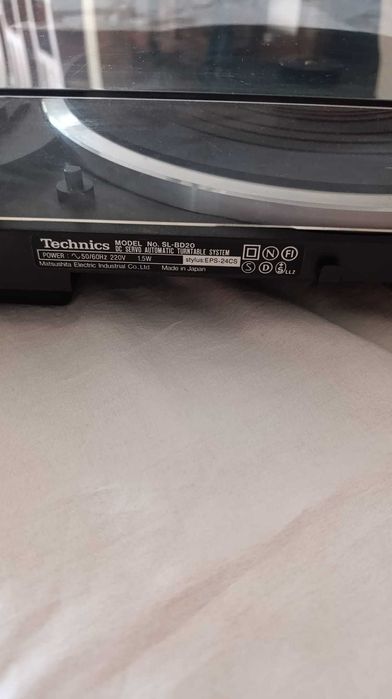 Technics MODEL No. SL-BD20
DC SERVO AUTOMATIC TURNTABLE SYSTEM
POWER : ∿ 50/60Hz 220V 1.5W stylus:EPS-24CS
Matsushita Electric Industrial Co., Ltd. Made in Japan
N FI
S D LLZ